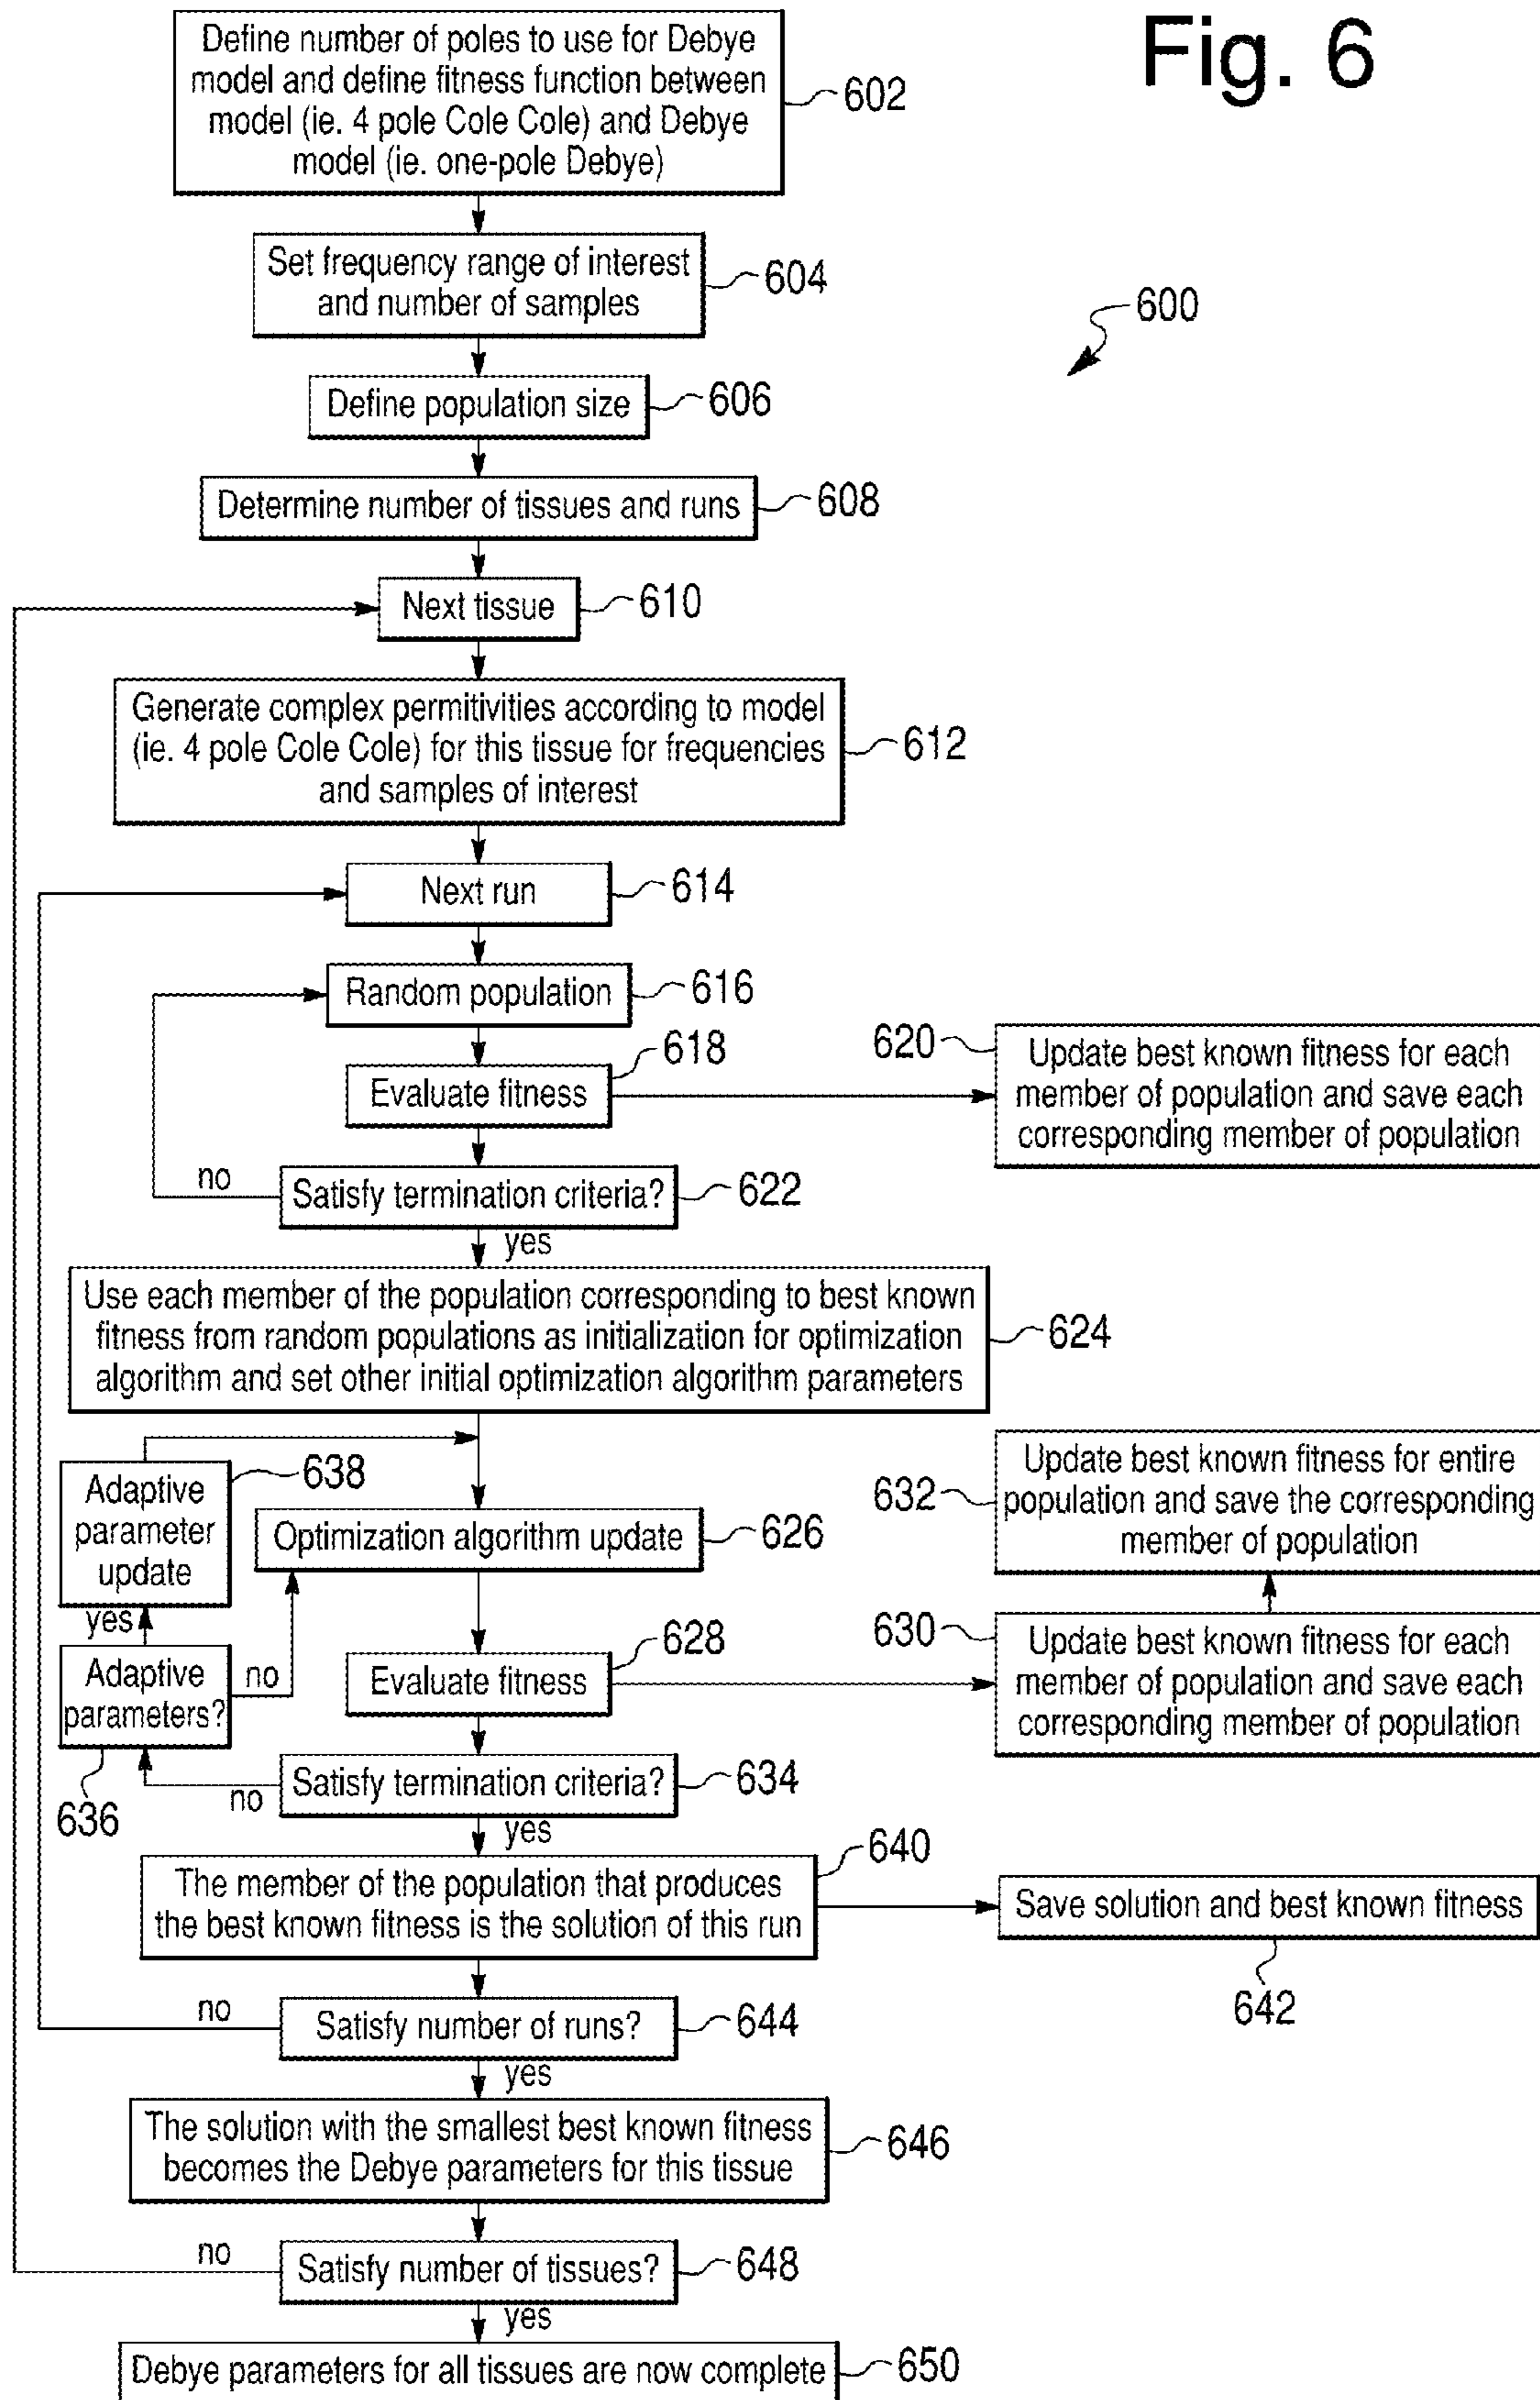 Fig. 6
Define number of poles to use for Debye
model and define fitness function between
model (ie. 4 pole Cole Cole) and Debye
model (ie. one-pole Debye)
602
Set frequency range of interest
and number of samples
604
600
Define population size
606
Determine number of tissues and runs
608
Next tissue
610
Generate complex permitivities according to model
(ie. 4 pole Cole Cole) for this tissue for frequencies
and samples of interest
612
Next run
614
Random population
616
Evaluate fitness
618
620
Update best known fitness for each
member of population and save each
corresponding member of population
no
Satisfy termination criteria?
622
yes
Use each member of the population corresponding to best known
fitness from random populations as initialization for optimization
algorithm and set other initial optimization algorithm parameters
624
Adaptive
parameter
update
638
Optimization algorithm update
626
632
Update best known fitness for entire
population and save the corresponding
member of population
yes
Adaptive
parameters?
no
636
Evaluate fitness
628
630
Update best known fitness for each
member of population and save each
corresponding member of population
no
Satisfy termination criteria?
634
yes
The member of the population that produces
the best known fitness is the solution of this run
640
Save solution and best known fitness
642
no
Satisfy number of runs?
644
yes
The solution with the smallest best known fitness
becomes the Debye parameters for this tissue
646
no
Satisfy number of tissues?
648
yes
Debye parameters for all tissues are now complete
650